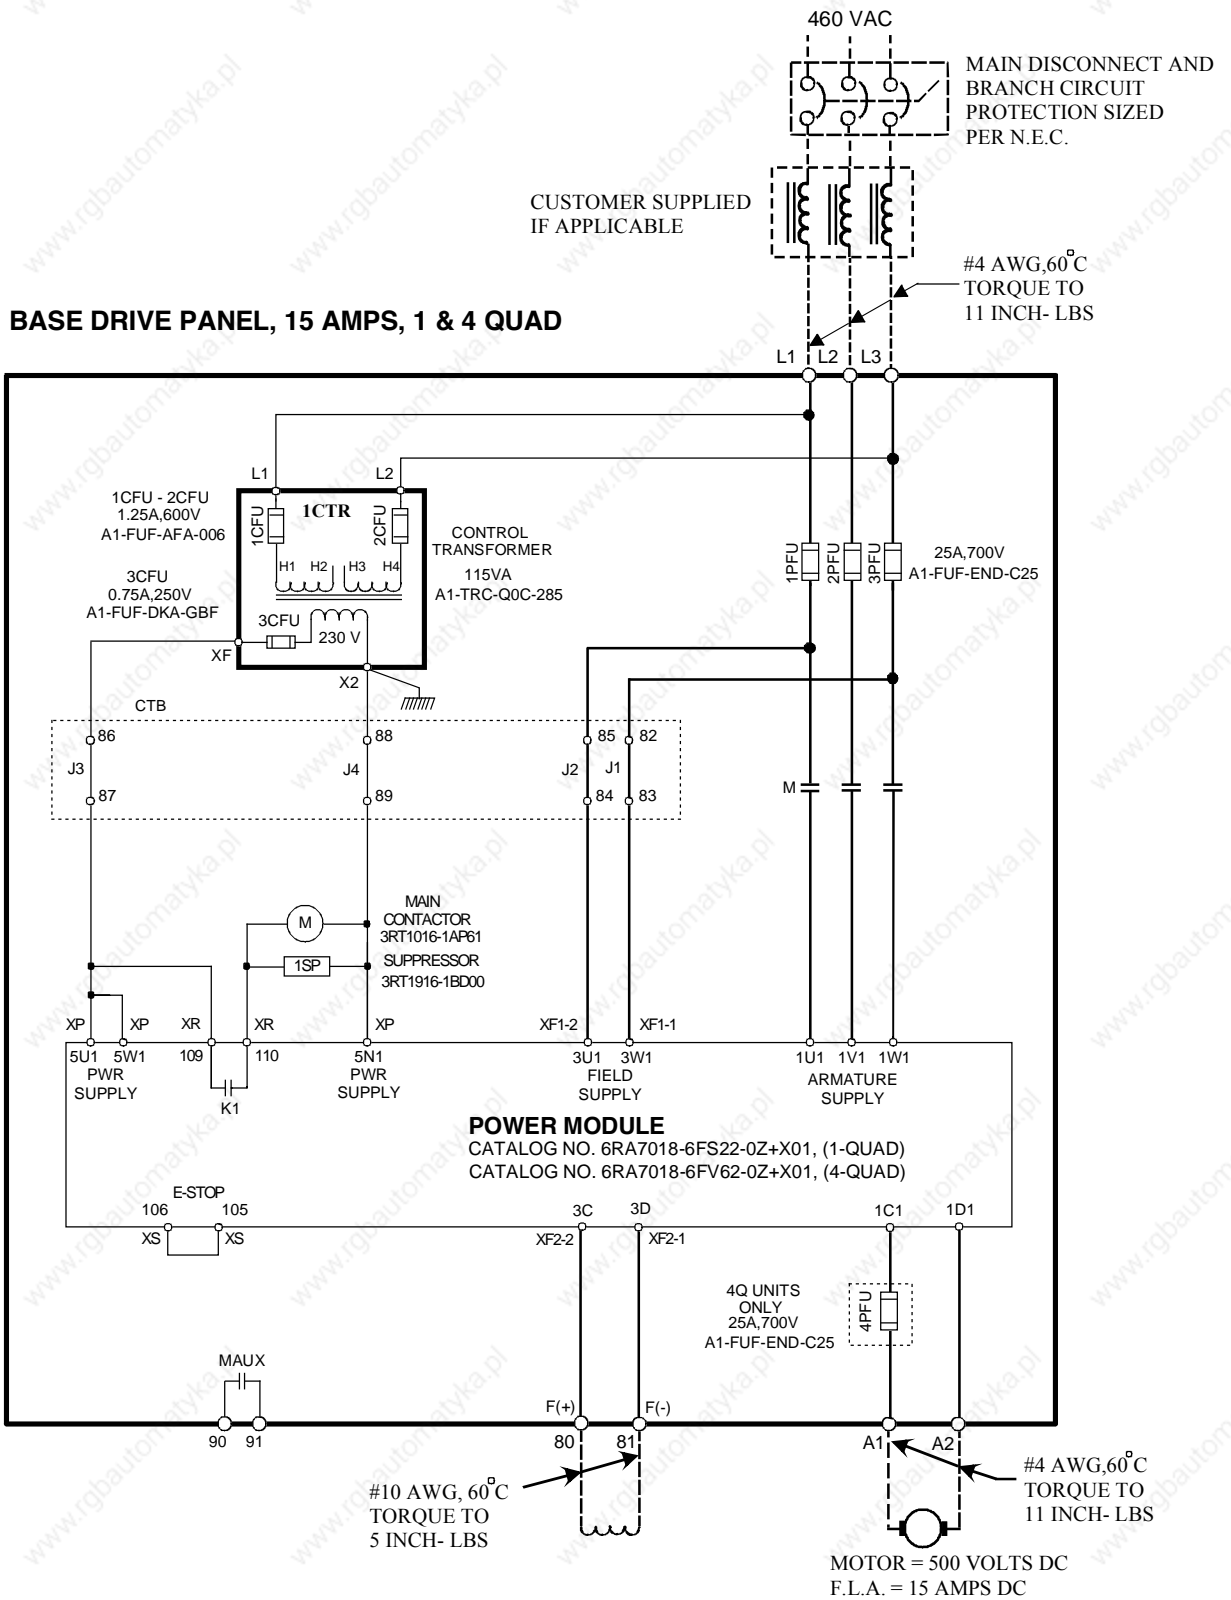 460 VAC
MAIN DISCONNECT AND
BRANCH CIRCUIT
PROTECTION SIZED
PER N.E.C.
CUSTOMER SUPPLIED
IF APPLICABLE
#4 AWG,60°C
TORQUE TO
11 INCH- LBS
BASE DRIVE PANEL, 15 AMPS, 1 & 4 QUAD
L1 L2 L3
L1 L2
1CFU - 2CFU
1.25A,600V
A1-FUF-AFA-006
1CTR
1CFU
2CFU
CONTROL
TRANSFORMER
115VA
A1-TRC-Q0C-285
H1 H2 H3 H4
3CFU
0.75A,250V
A1-FUF-DKA-GBF
3CFU
230 V
XF
X2
1PFU
2PFU
3PFU
25A,700V
A1-FUF-END-C25
CTB
86 88 85 82
J3 J4 J2 J1
87 89 84 83
M
M
MAIN
CONTACTOR
3RT1016-1AP61
1SP
SUPPRESSOR
3RT1916-1BD00
XP XP XR XR XP XF1-2 XF1-1
5U1 5W1 109 110 5N1 3U1 3W1 1U1 1V1 1W1
PWR
SUPPLY
K1
PWR
SUPPLY
FIELD
SUPPLY
ARMATURE
SUPPLY
POWER MODULE
CATALOG NO. 6RA7018-6FS22-0Z+X01, (1-QUAD)
CATALOG NO. 6RA7018-6FV62-0Z+X01, (4-QUAD)
E-STOP
106 105 3C 3D 1C1 1D1
XS XS XF2-2 XF2-1
4Q UNITS
ONLY
25A,700V
A1-FUF-END-C25
4PFU
MAUX
F(+) F(-)
90 91 80 81 A1 A2
#10 AWG, 60°C
TORQUE TO
5 INCH- LBS
#4 AWG,60°C
TORQUE TO
11 INCH- LBS
MOTOR = 500 VOLTS DC
F.L.A. = 15 AMPS DC
www.rgbautomatyka.pl